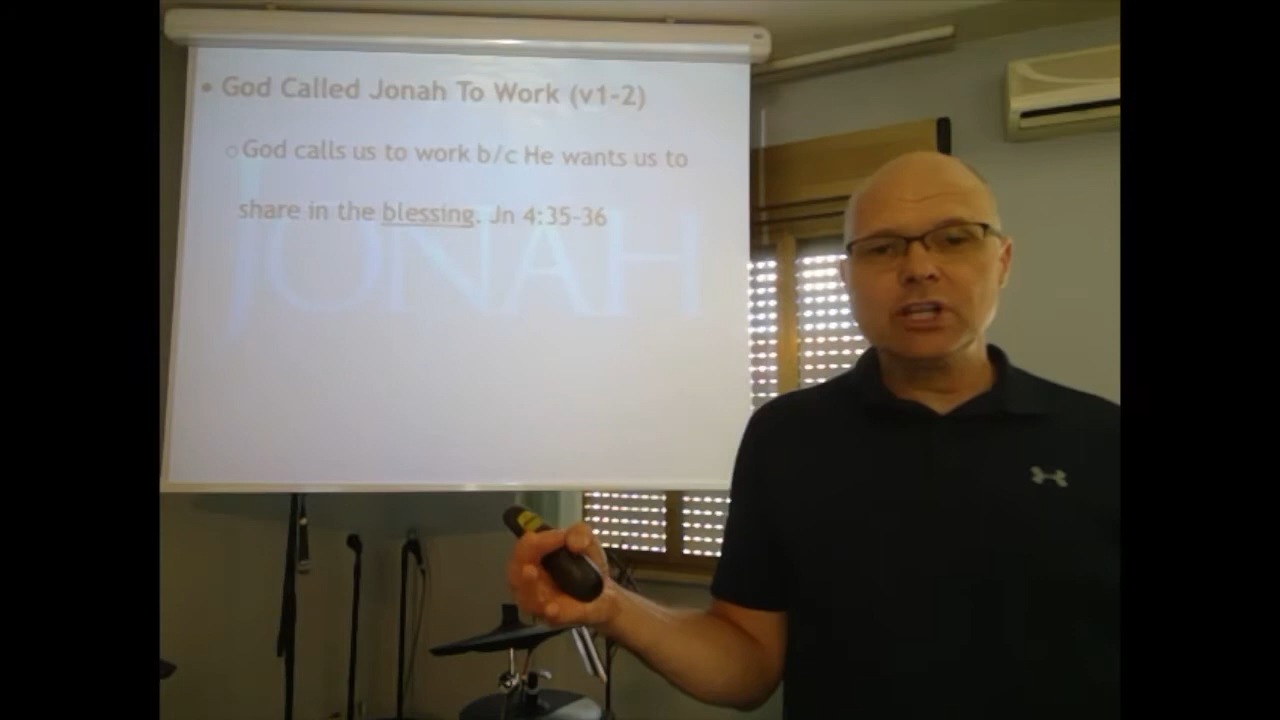 • God Called Jonah To Work (v1-2)
○ God calls us to work b/c He wants us to
share in the blessing. Jn 4:35-36
JONAH